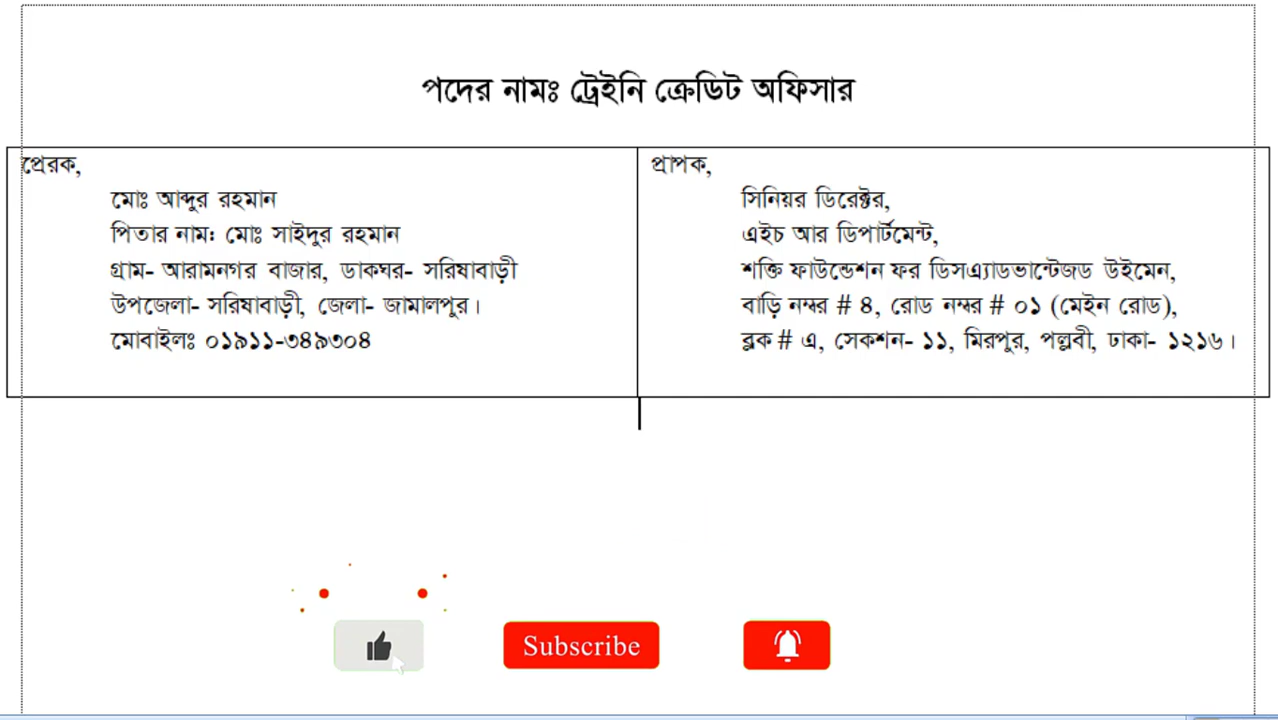 পদের নামঃ ট্রেইনি ক্রেডিট অফিসার
প্রেরক,
মোঃ আব্দুর রহমান
পিতার নাম: মোঃ সাইদুর রহমান
গ্রাম- আরামনগর বাজার, ডাকঘর- সরিষাবাড়ী
উপজেলা- সরিষাবাড়ী, জেলা- জামালপুর।
মোবাইলঃ ০১৯১১-৩৪৯৩০৪
প্রাপক,
সিনিয়র ডিরেক্টর,
এইচ আর ডিপার্টমেন্ট,
শক্তি ফাউন্ডেশন ফর ডিসএ্যাডভান্টেজড উইমেন,
বাড়ি নম্বর # ৪, রোড নম্বর # ০১ (মেইন রোড),
ব্লক # এ, সেকশন- ১১, মিরপুর, পল্লবী, ঢাকা- ১২১৬।
Subscribe